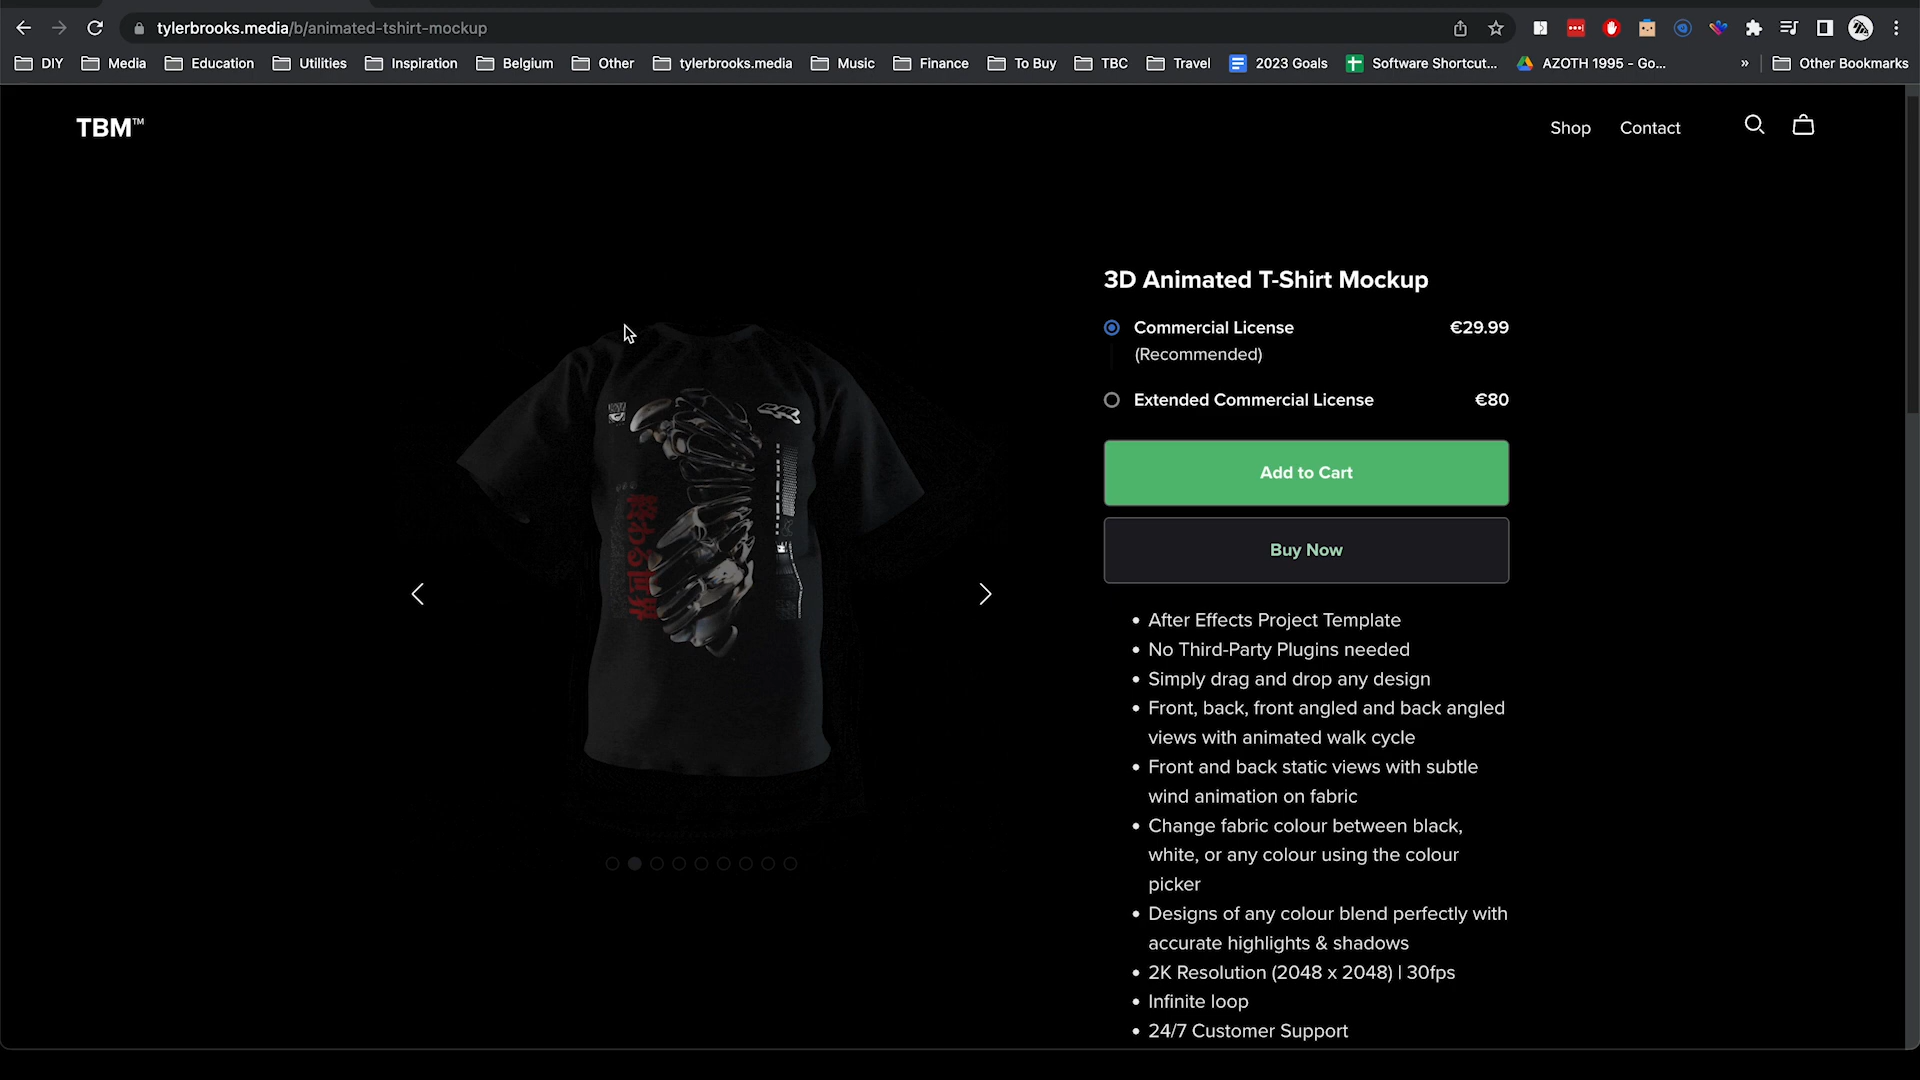 tylerbrooks.media/b/animated-tshirt-mockup
DIY Media Education Utilities Inspiration Belgium Other tylerbrooks.media Music Finance To Buy TBC Travel 2023 Goals Software Shortcut... AZOTH 1995 - Go... » Other Bookmarks
TBM™
Shop Contact
3D Animated T-Shirt Mockup
Commercial License €29.99
(Recommended)
Extended Commercial License €80
Add to Cart
Buy Now
• After Effects Project Template
• No Third-Party Plugins needed
• Simply drag and drop any design
• Front, back, front angled and back angled
views with animated walk cycle
• Front and back static views with subtle
wind animation on fabric
• Change fabric colour between black,
white, or any colour using the colour
picker
• Designs of any colour blend perfectly with
accurate highlights & shadows
• 2K Resolution (2048 x 2048) | 30fps
• Infinite loop
• 24/7 Customer Support
終わる世界